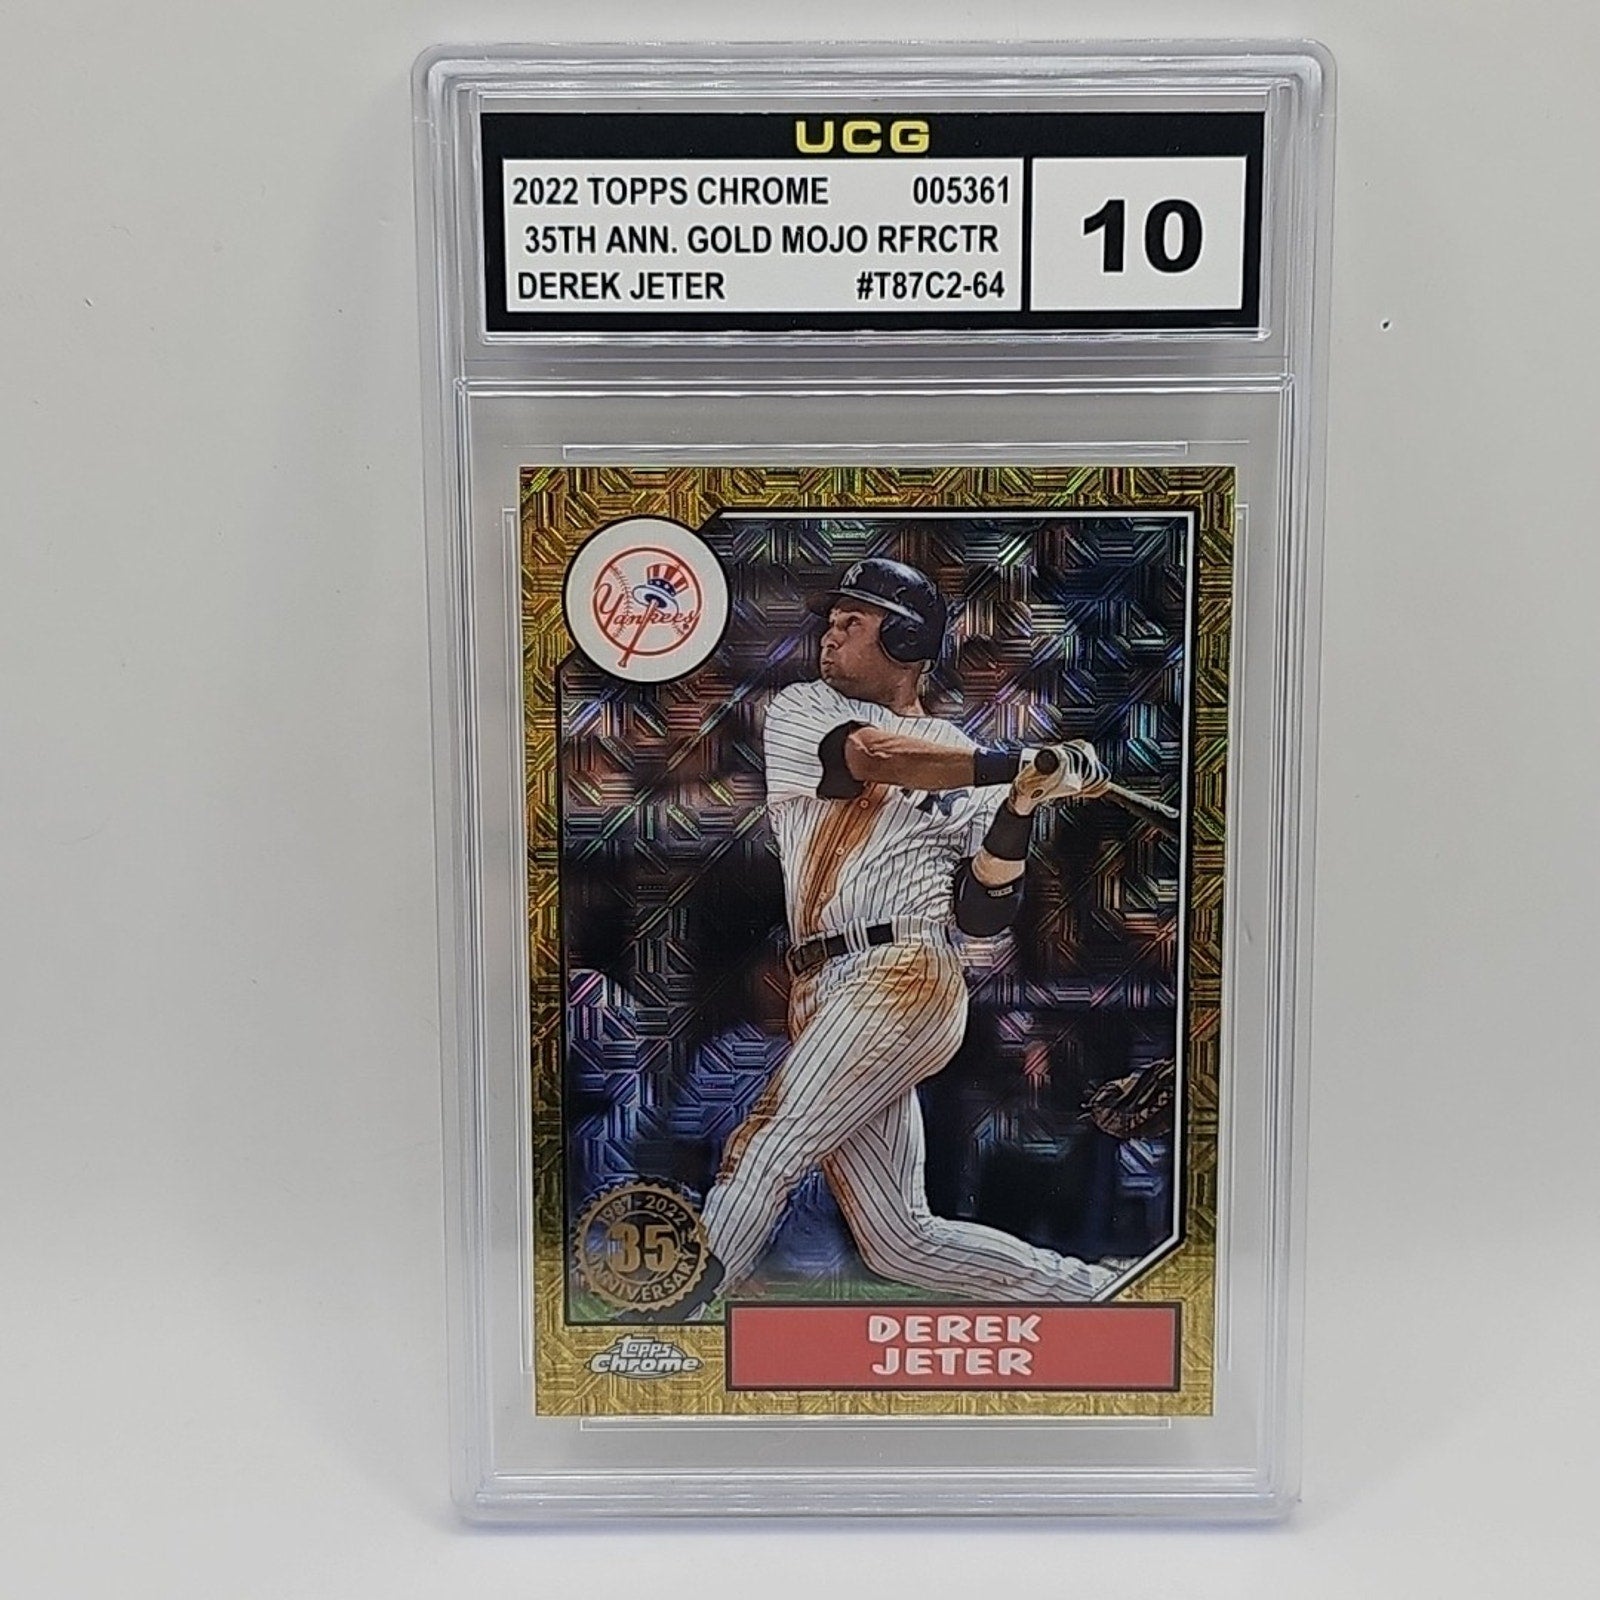 UCG
2022 TOPPS CHROME 005361
35TH ANN. GOLD MOJO RFRCTR
DEREK JETER #T87C2-64
10
Yankees
1987-2022
35
ANNIVERSARY
topps
Chrome
DEREK
JETER